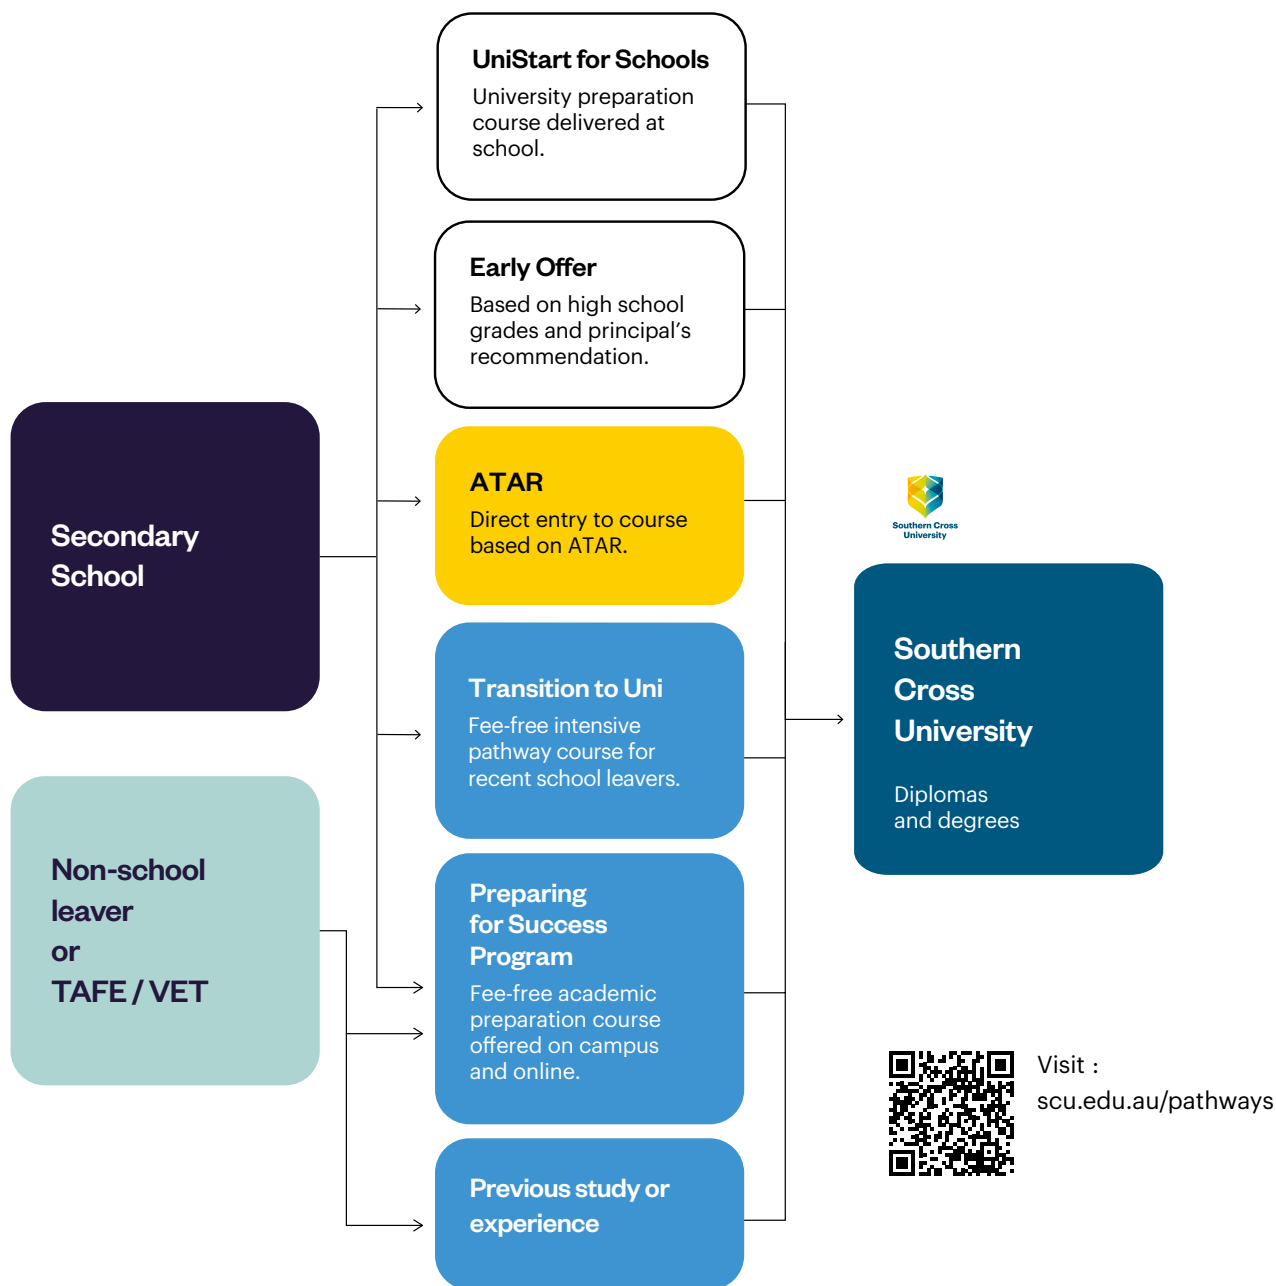 UniStart for Schools
University preparation
course delivered at
school.
Early Offer
Based on high school
grades and principal’s
recommendation.
Secondary
School
ATAR
Direct entry to course
based on ATAR.
Transition to Uni
Fee-free intensive
pathway course for
recent school leavers.
Non-school
leaver
or
TAFE / VET
Preparing
for Success
Program
Fee-free academic
preparation course
offered on campus
and online.
Previous study or
experience
Southern Cross
University
Southern
Cross
University
Diplomas
and degrees
Visit :
scu.edu.au/pathways